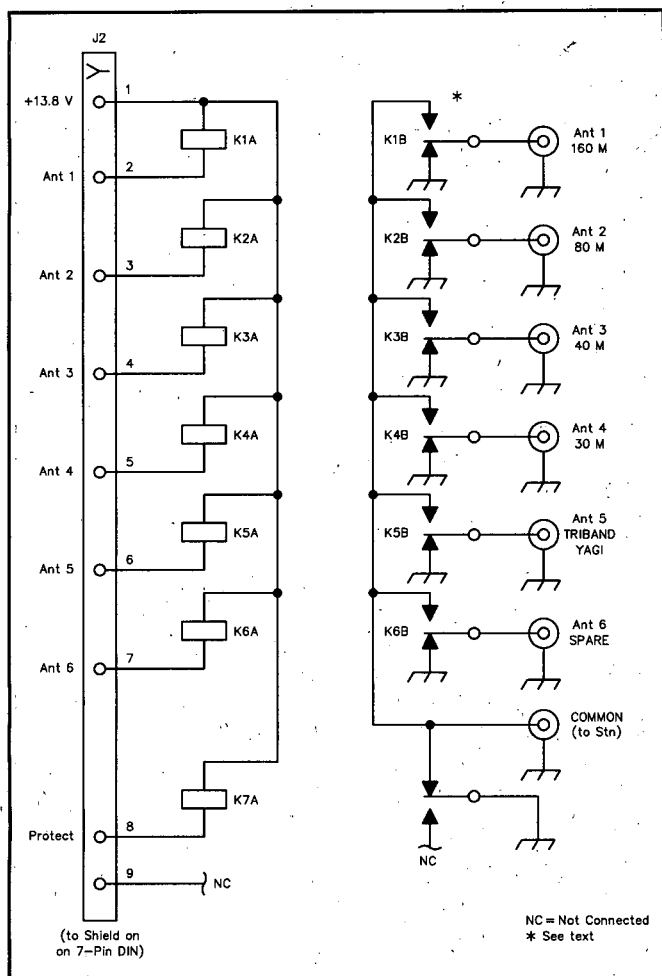 J2
Y
+13.8 V
1
K1A
Ant 1
2
K2A
Ant 2
3
K3A
Ant 3
4
K4A
Ant 4
5
K5A
Ant 5
6
K6A
Ant 6
7
K7A
Protect
8
9
NC
(to Shield on
on 7-Pin DIN)
*
K1B
Ant 1
160 M
K2B
Ant 2
80 M
K3B
Ant 3
40 M
K4B
Ant 4
30 M
K5B
Ant 5
TRIBAND
YAGI
K6B
Ant 6
SPARE
COMMON
(to Stn)
NC
NC = Not Connected
* See text